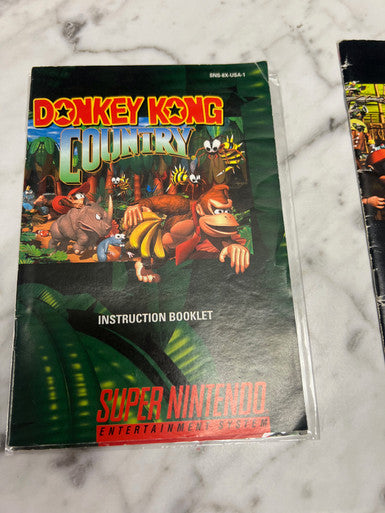 SNS-8X-USA-1
DONKEY KONG
COUNTRY
INSTRUCTION BOOKLET
SUPER NINTENDO
ENTERTAINMENT SYSTEM